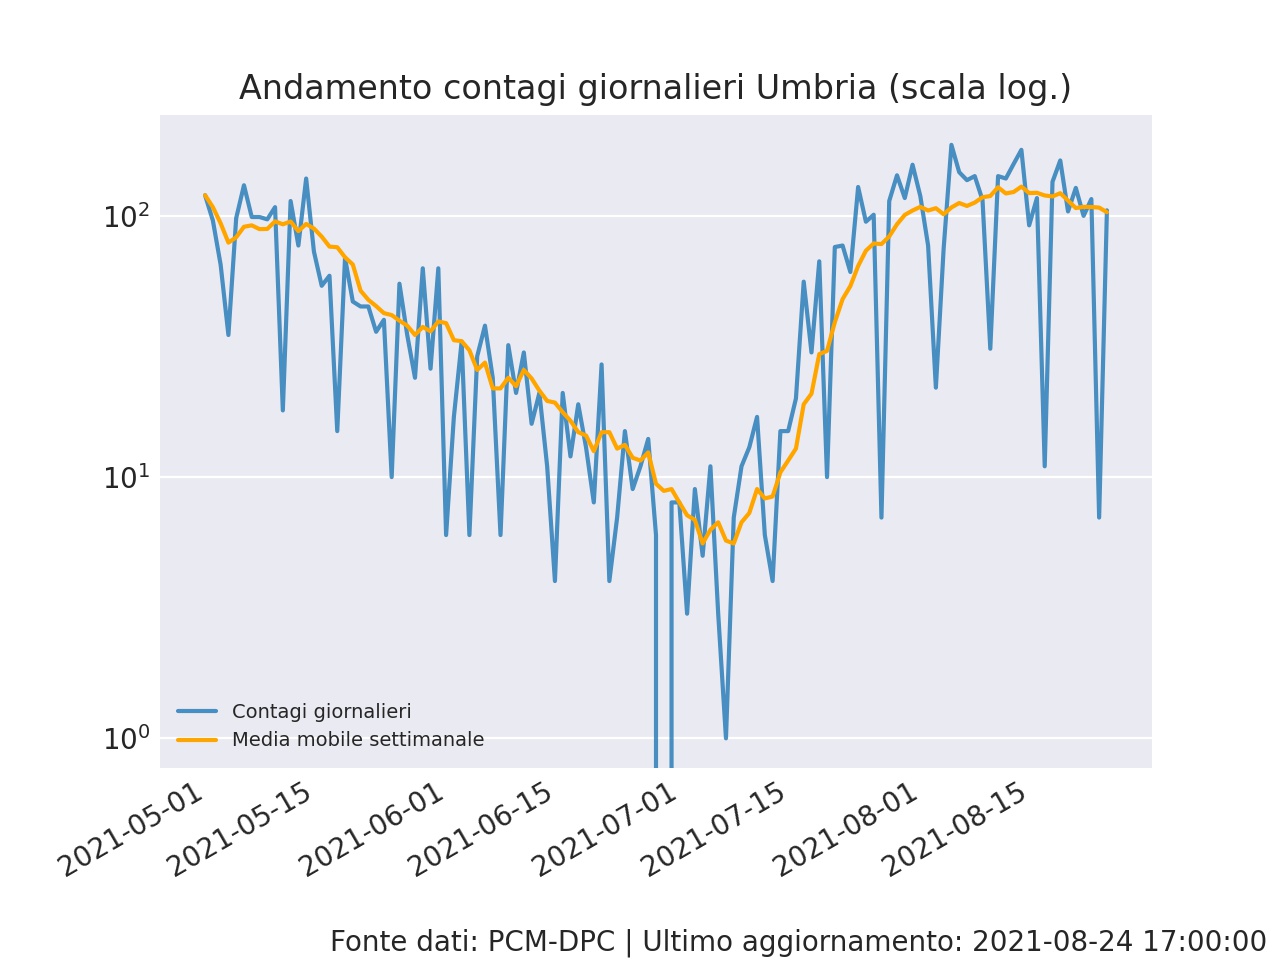 Andamento contagi giornalieri Umbria (scala log.)
10²
10¹
10⁰
Contagi giornalieri
Media mobile settimanale
2021-05-01
2021-05-15
2021-06-01
2021-06-15
2021-07-01
2021-07-15
2021-08-01
2021-08-15
Fonte dati: PCM-DPC | Ultimo aggiornamento: 2021-08-24 17:00:00